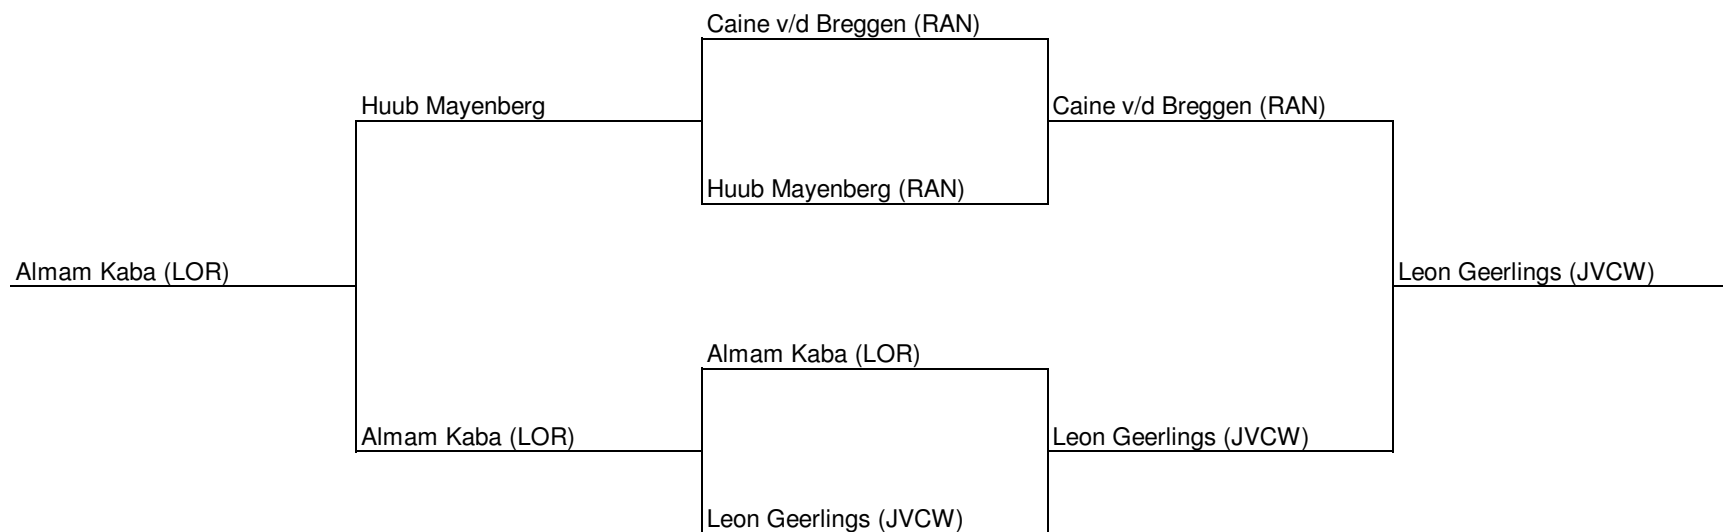 Caine v/d Breggen (RAN)
Huub Mayenberg
Caine v/d Breggen (RAN)
Huub Mayenberg (RAN)
Almam Kaba (LOR)
Leon Geerlings (JVCW)
Almam Kaba (LOR)
Almam Kaba (LOR)
Leon Geerlings (JVCW)
Leon Geerlings (JVCW)